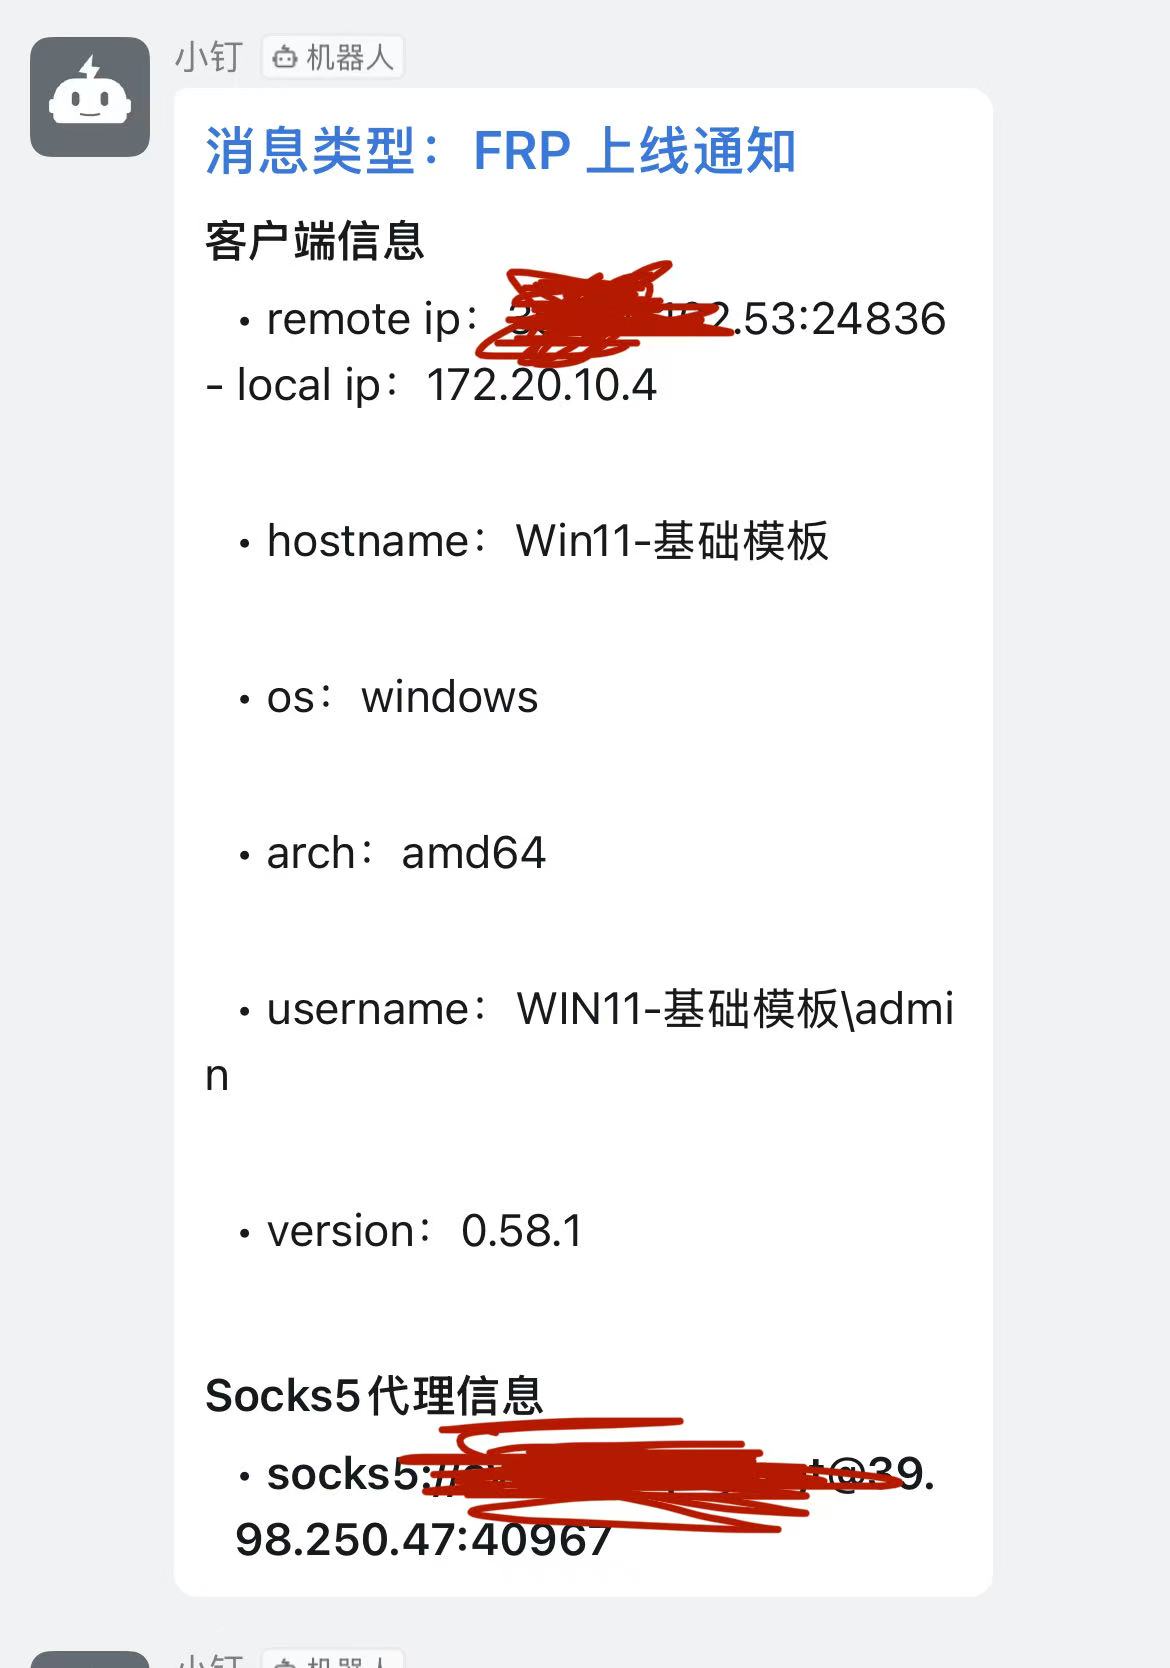 小钉 机器人
消息类型：FRP 上线通知
客户端信息
• remote ip： 2.53:24836
- local ip：172.20.10.4
• hostname：Win11-基础模板
• os：windows
• arch：amd64
• username：WIN11-基础模板\admi
n
• version：0.58.1
Socks5代理信息
• socks5:// @39.
98.250.47:40967
小钉 机器人